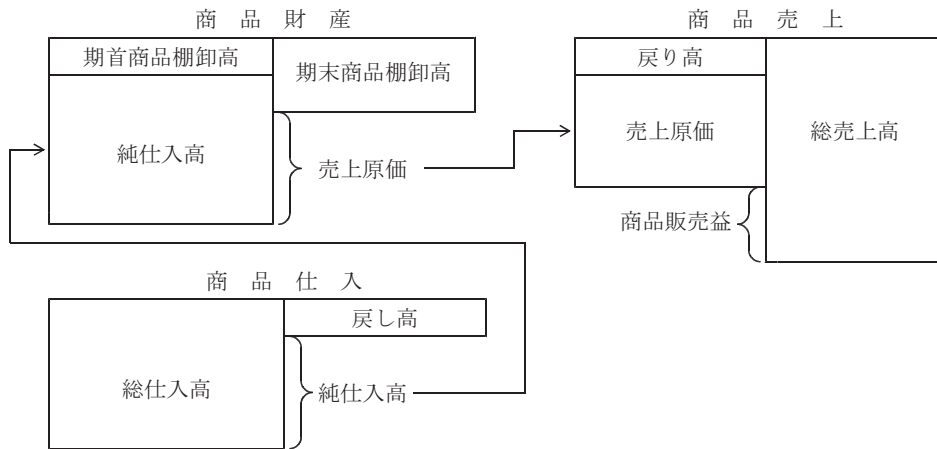 商品財産
期首商品棚卸高
期末商品棚卸高
純仕入高
売上原価
商品売上
戻り高
売上原価
総売上高
商品販売益
商品仕入
戻し高
総仕入高
純仕入高